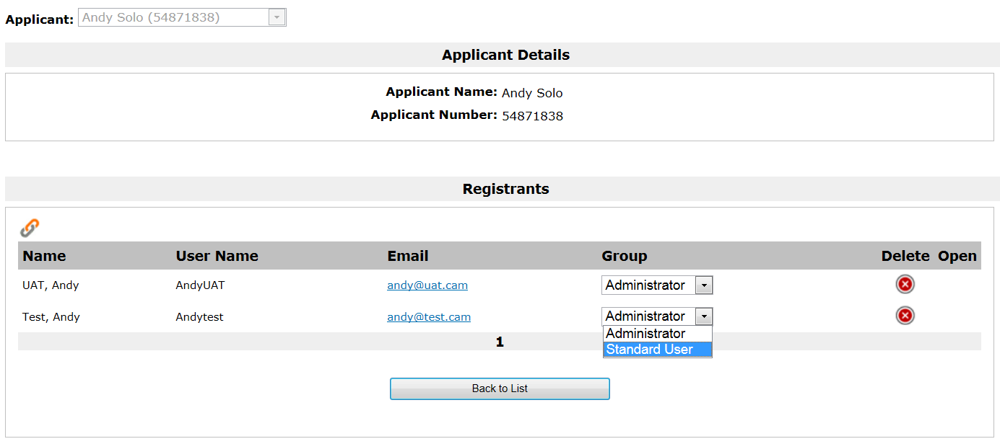 Applicant: Andy Solo (54871838)
Applicant Details
Applicant Name: Andy Solo
Applicant Number: 54871838
Registrants
Name User Name Email Group Delete Open
UAT, Andy AndyUAT andy@uat.cam Administrator
Test, Andy Andytest andy@test.cam Administrator
Administrator
1
Standard User
Back to List